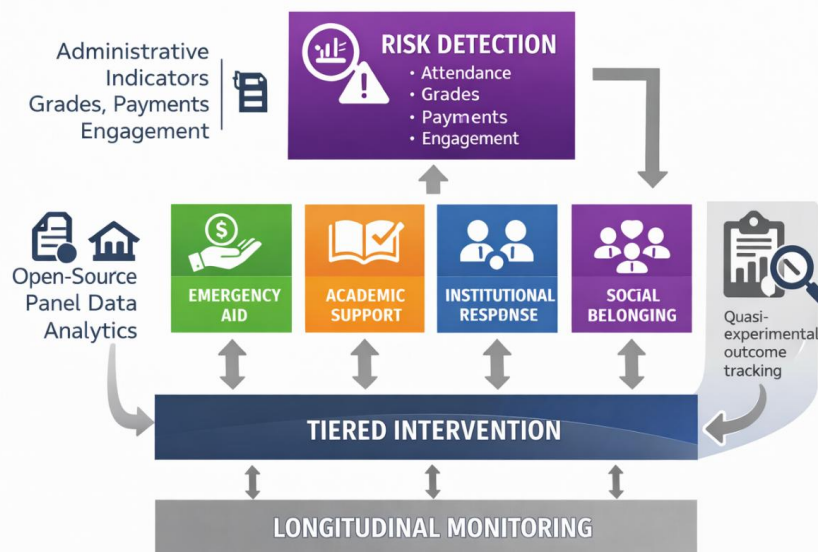 Administrative
Indicators
Grades, Payments
Engagement
RISK DETECTION
• Attendance
• Grades
• Payments
• Engagement
Open-Source
Panel Data
Analytics
$
EMERGENCY
AID
ACADEMIC
SUPPORT
INSTITUTIONAL
RESPDNSE
SOCIAL
BELONGING
Quasi-
experimental
outcome
tracking
TIERED INTERVENTION
LONGITUDINAL MONITORING